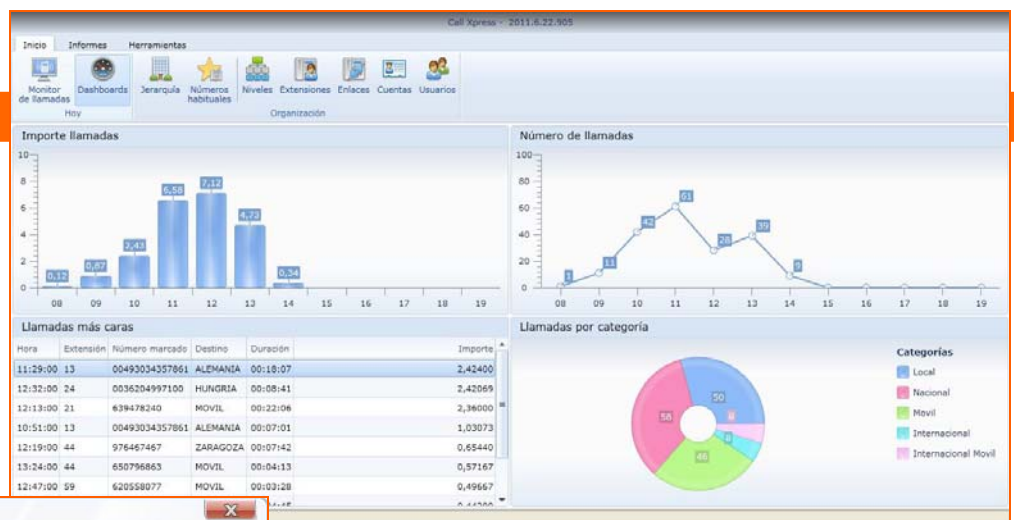 Call Xpress - 2011.6.22.905
Inicio Informes Herramientas
Monitor de llamadas
Dashboards
Jerarquía
Números habituales
Niveles
Extensiones
Enlaces
Cuentas
Usuarios
Hoy
Organización
Importe llamadas
10
8
6
4
2
0
0,12
0,87
2,43
6,58
7,12
4,73
0,34
08 09 10 11 12 13 14 15 16 17 18 19
Número de llamadas
100
80
60
40
20
0
1
11
42
61
28
39
9
08 09 10 11 12 13 14 15 16 17 18 19
Llamadas más caras
Hora Extensión Número marcado Destino Duración Importe
11:29:00 13 00493034357861 ALEMANIA 00:18:07 2,42400
12:32:00 24 0036204997100 HUNGRIA 00:08:41 2,42069
12:13:00 21 639478240 MOVIL 00:22:06 2,36000
10:51:00 13 00493034357861 ALEMANIA 00:07:01 1,03073
12:19:00 44 976467467 ZARAGOZA 00:07:42 0,65440
13:24:00 44 650796863 MOVIL 00:04:13 0,57167
12:47:00 59 620558077 MOVIL 00:03:28 0,49667
Llamadas por categoría
50
58
46
Categorías
Local
Nacional
Movil
Internacional
Internacional Movil
X